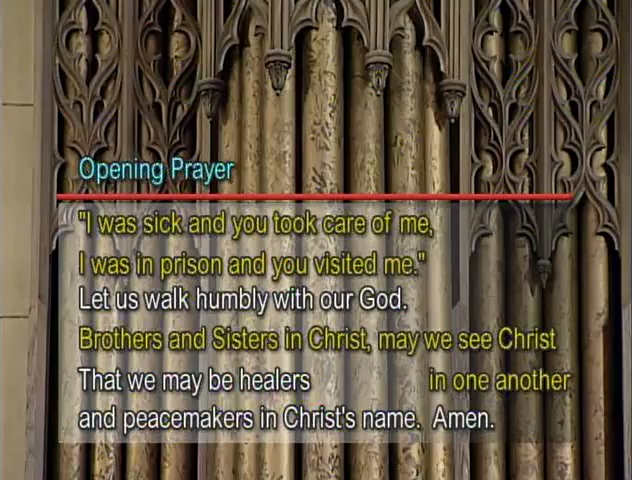 Opening Prayer
"I was sick and you took care of me,
I was in prison and you visited me."
Let us walk humbly with our God.
Brothers and Sisters in Christ, may we see Christ
in one another
That we may be healers
and peacemakers in Christ's name. Amen.